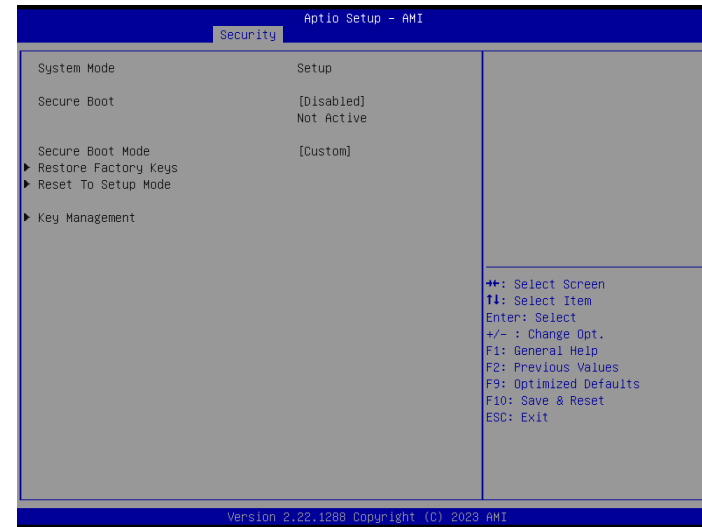 Aptio Setup – AMI
Security
System Mode Setup
Secure Boot [Disabled]
Not Active
Secure Boot Mode [Custom]
▶ Restore Factory Keys
▶ Reset To Setup Mode
▶ Key Management
→←: Select Screen
↑↓: Select Item
Enter: Select
+/- : Change Opt.
F1: General Help
F2: Previous Values
F9: Optimized Defaults
F10: Save & Reset
ESC: Exit
Version 2.22.1288 Copyright (C) 2023 AMI